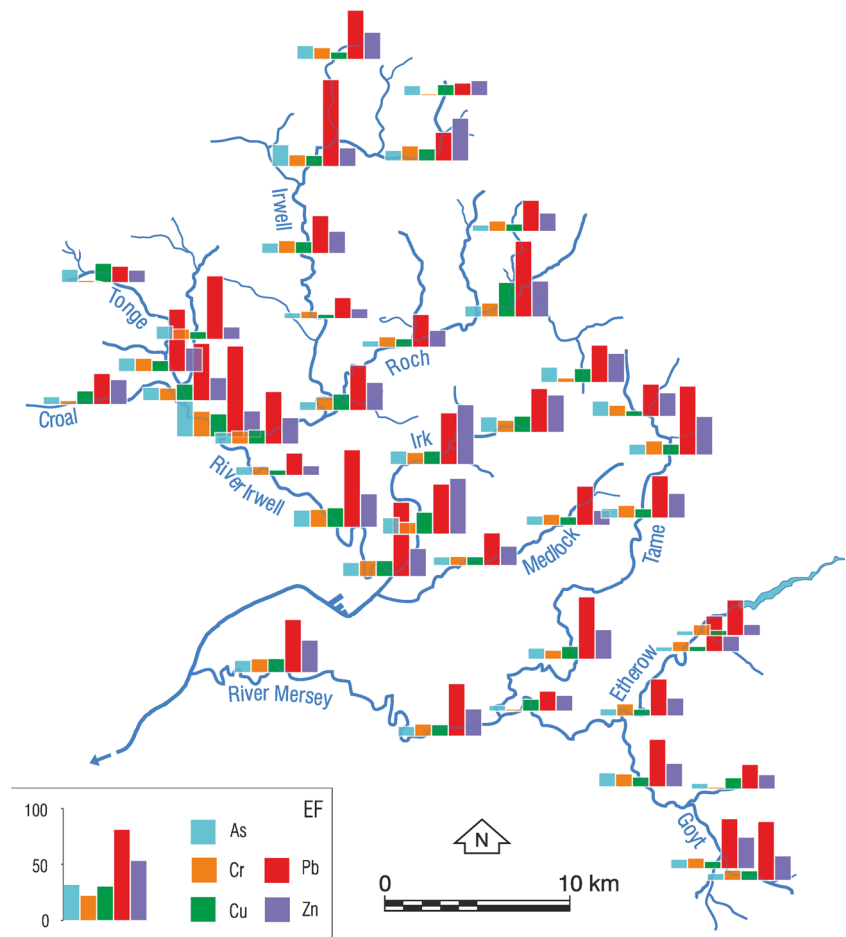 Irwell
Tonge
Roch
Croal
Irk
River Irwell
Medlock
Tame
Etherow
River Mersey
Goyt
100
50
0
EF
As
Cr
Cu
Pb
Zn
N
0
10 km